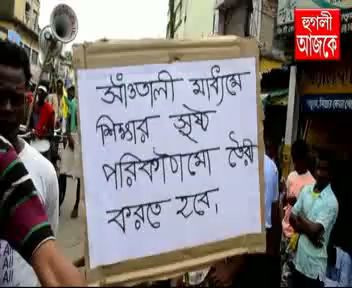 হুগলী
আজকে
সাঁওতালী মাধ্যমে
শিক্ষার সুষ্ঠ
পরিকাঠামো তৈরী
করতে হবে,